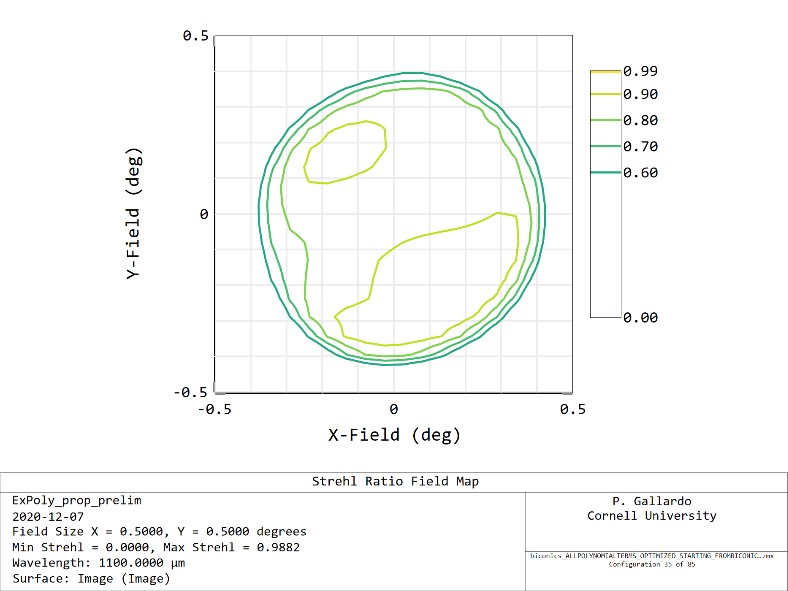 0.5
0
-0.5
Y-Field (deg)
-0.5
0
0.5
X-Field (deg)
0.99
0.90
0.80
0.70
0.60
0.00
Strehl Ratio Field Map
ExPoly_prop_prelim
2020-12-07
Field Size X = 0.5000, Y = 0.5000 degrees
Min Strehl = 0.0000, Max Strehl = 0.9882
Wavelength: 1100.0000 µm
Surface: Image (Image)
P. Gallardo
Cornell University
biconics_ALLPOLYNOMIALTERMS_OPTIMIZED_STARTING_FROMBICONIC.zmx
Configuration 35 of 85